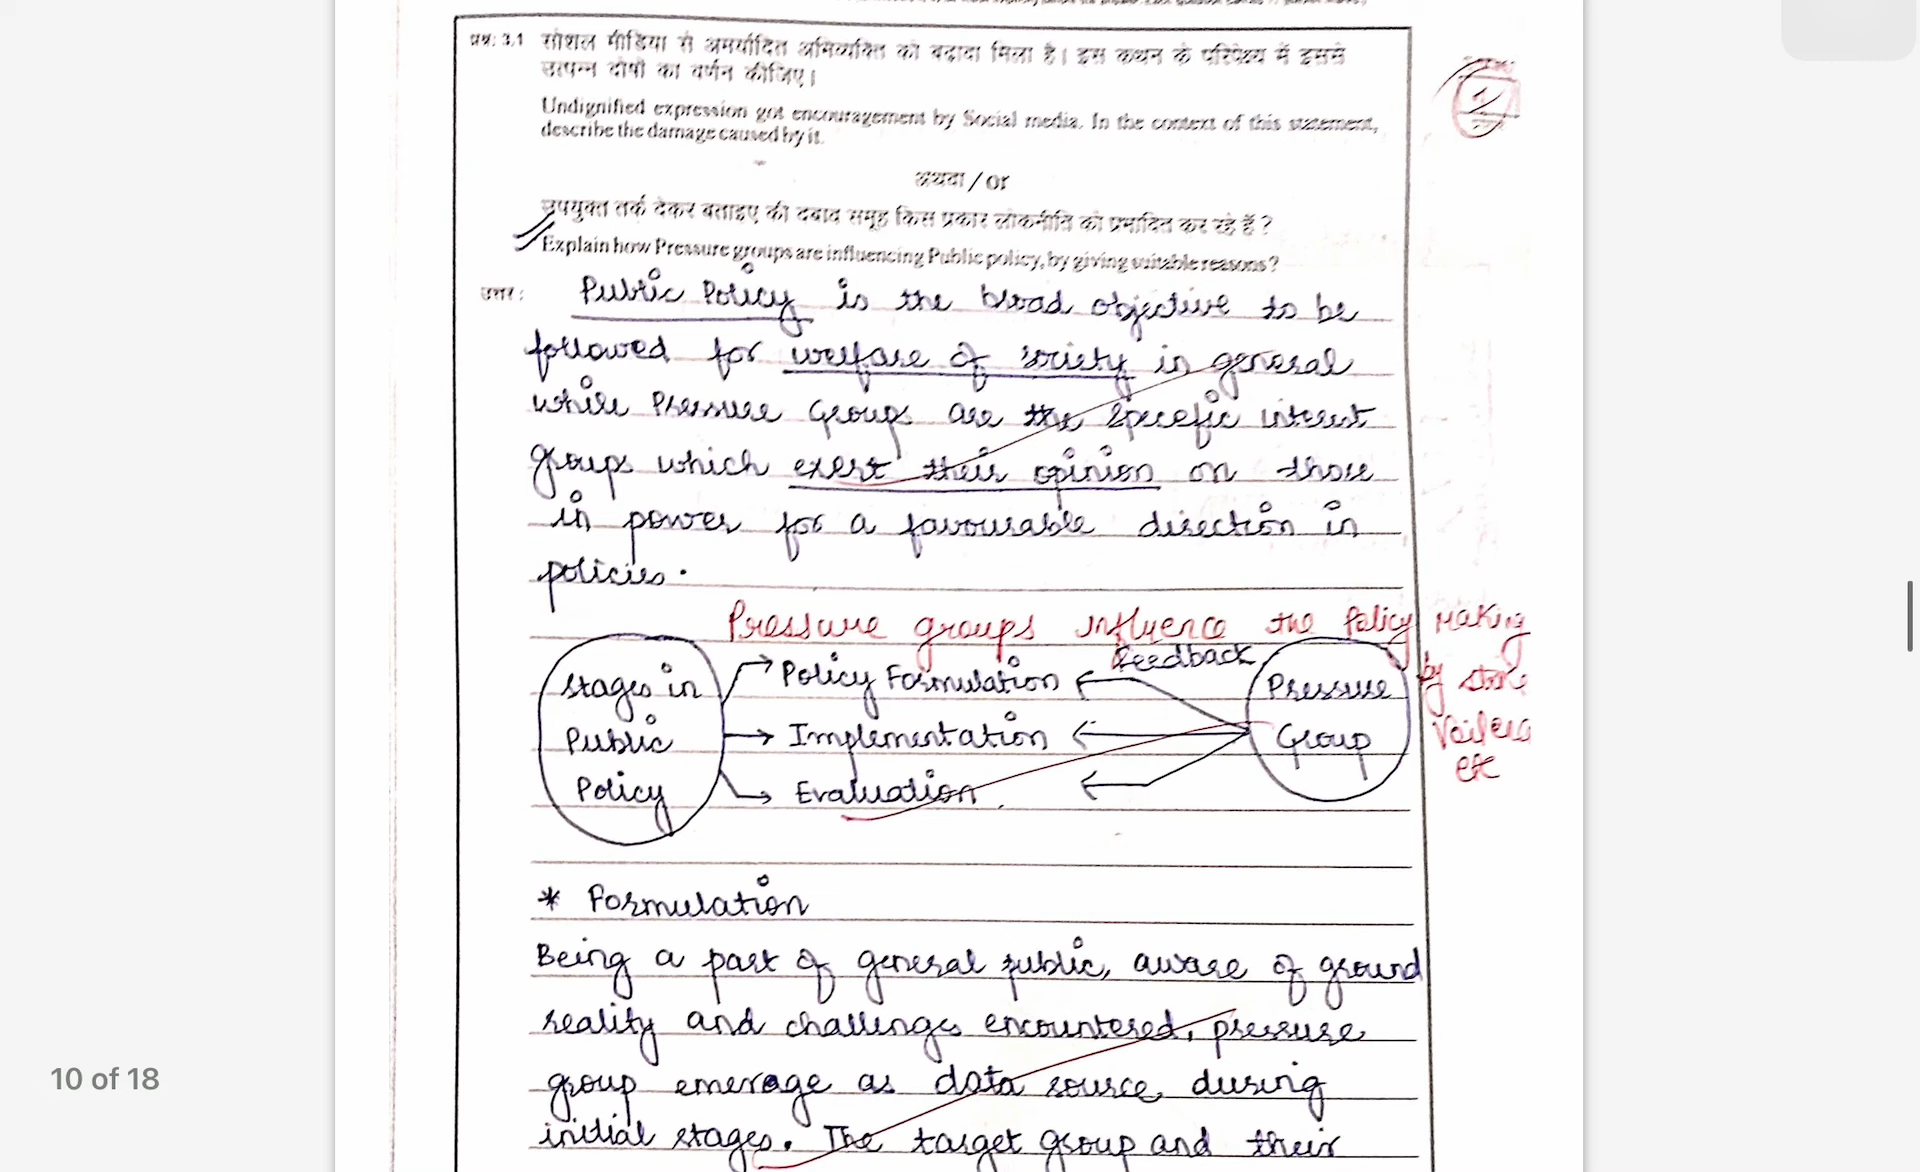 प्रश्न: 3.1 सोशल मीडिया से अमर्यादित अभिव्यक्ति को बढ़ावा मिला है। इस कथन के परिप्रेक्ष्य में इससे
उत्पन्न दोषों का वर्णन कीजिए।
Undignified expression got encouragement by Social media. In the context of this statement,
describe the damage caused by it.
अथवा / or
उपयुक्त तर्क देकर बताइए की दबाव समूह किस प्रकार लोकनीति को प्रभावित कर रहे हैं ?
Explain how Pressure groups are influencing Public policy, by giving suitable reasons?
उत्तर : Public Policy is the broad objective to be
followed for welfare of society in general
while Pressure Groups are the specefic interest
groups which exert their opinion on those
in power for a favourable direction in
policies.
Pressure groups influence the Policy Making
by
etc
Stages in
Public
Policy
Policy Formulation
Implementation
Evaluation
Feedback
Pressure
Group
* Formulation
Being a part of general public, aware of ground
reality and challenges encountered, pressure
group emerage as data source, during
initial stages. The target group and their
10 of 18